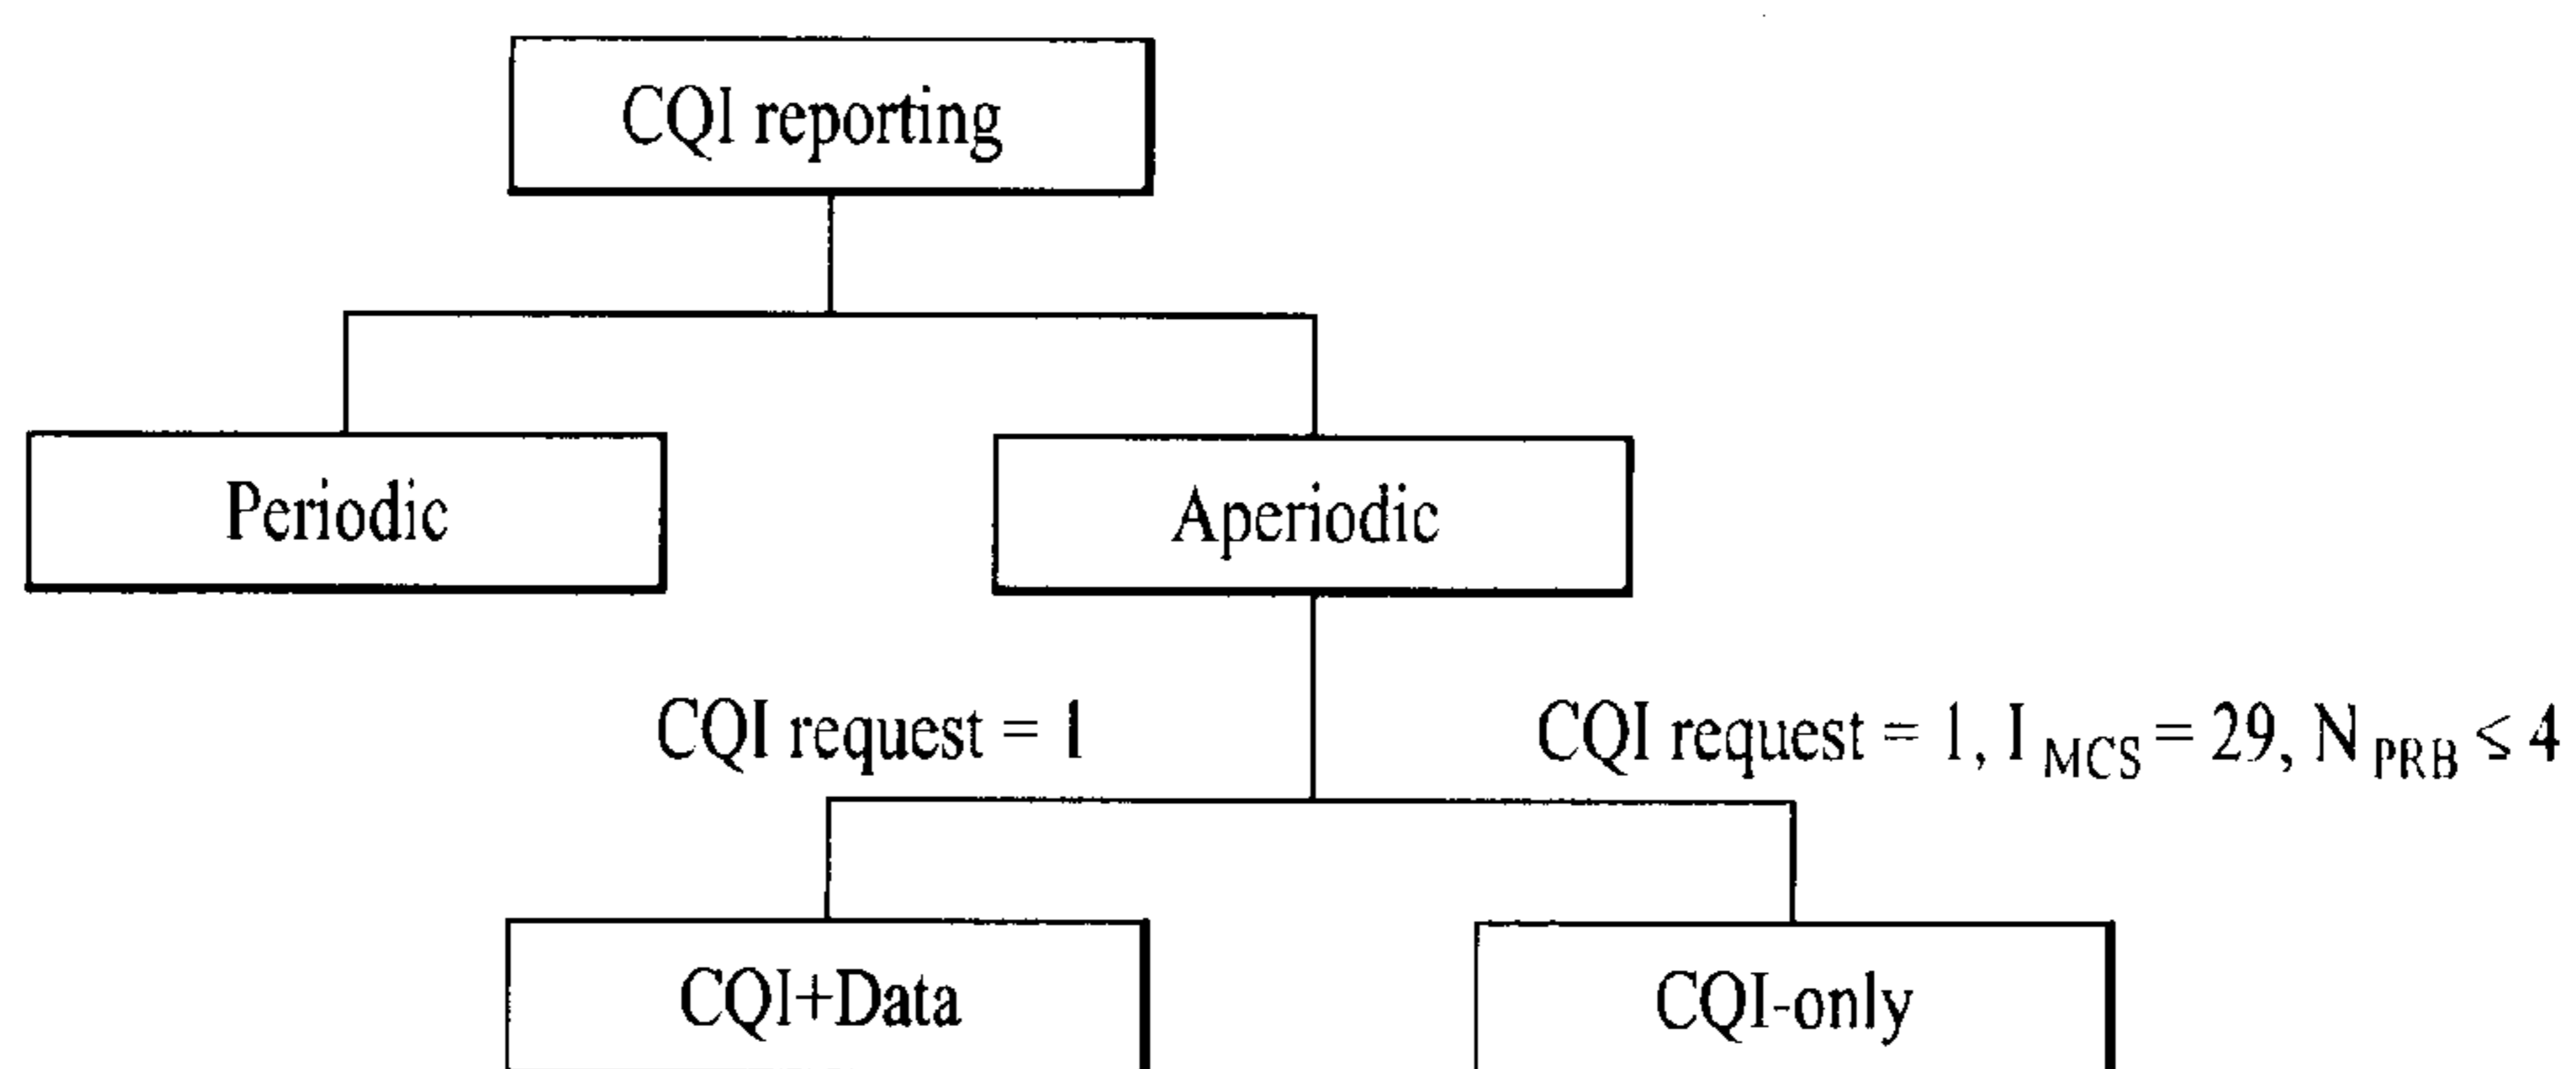 CQI reporting
Periodic
Aperiodic
CQI request = 1
CQI request = 1, I MCS = 29, N PRB ≤ 4
CQI+Data
CQI-only